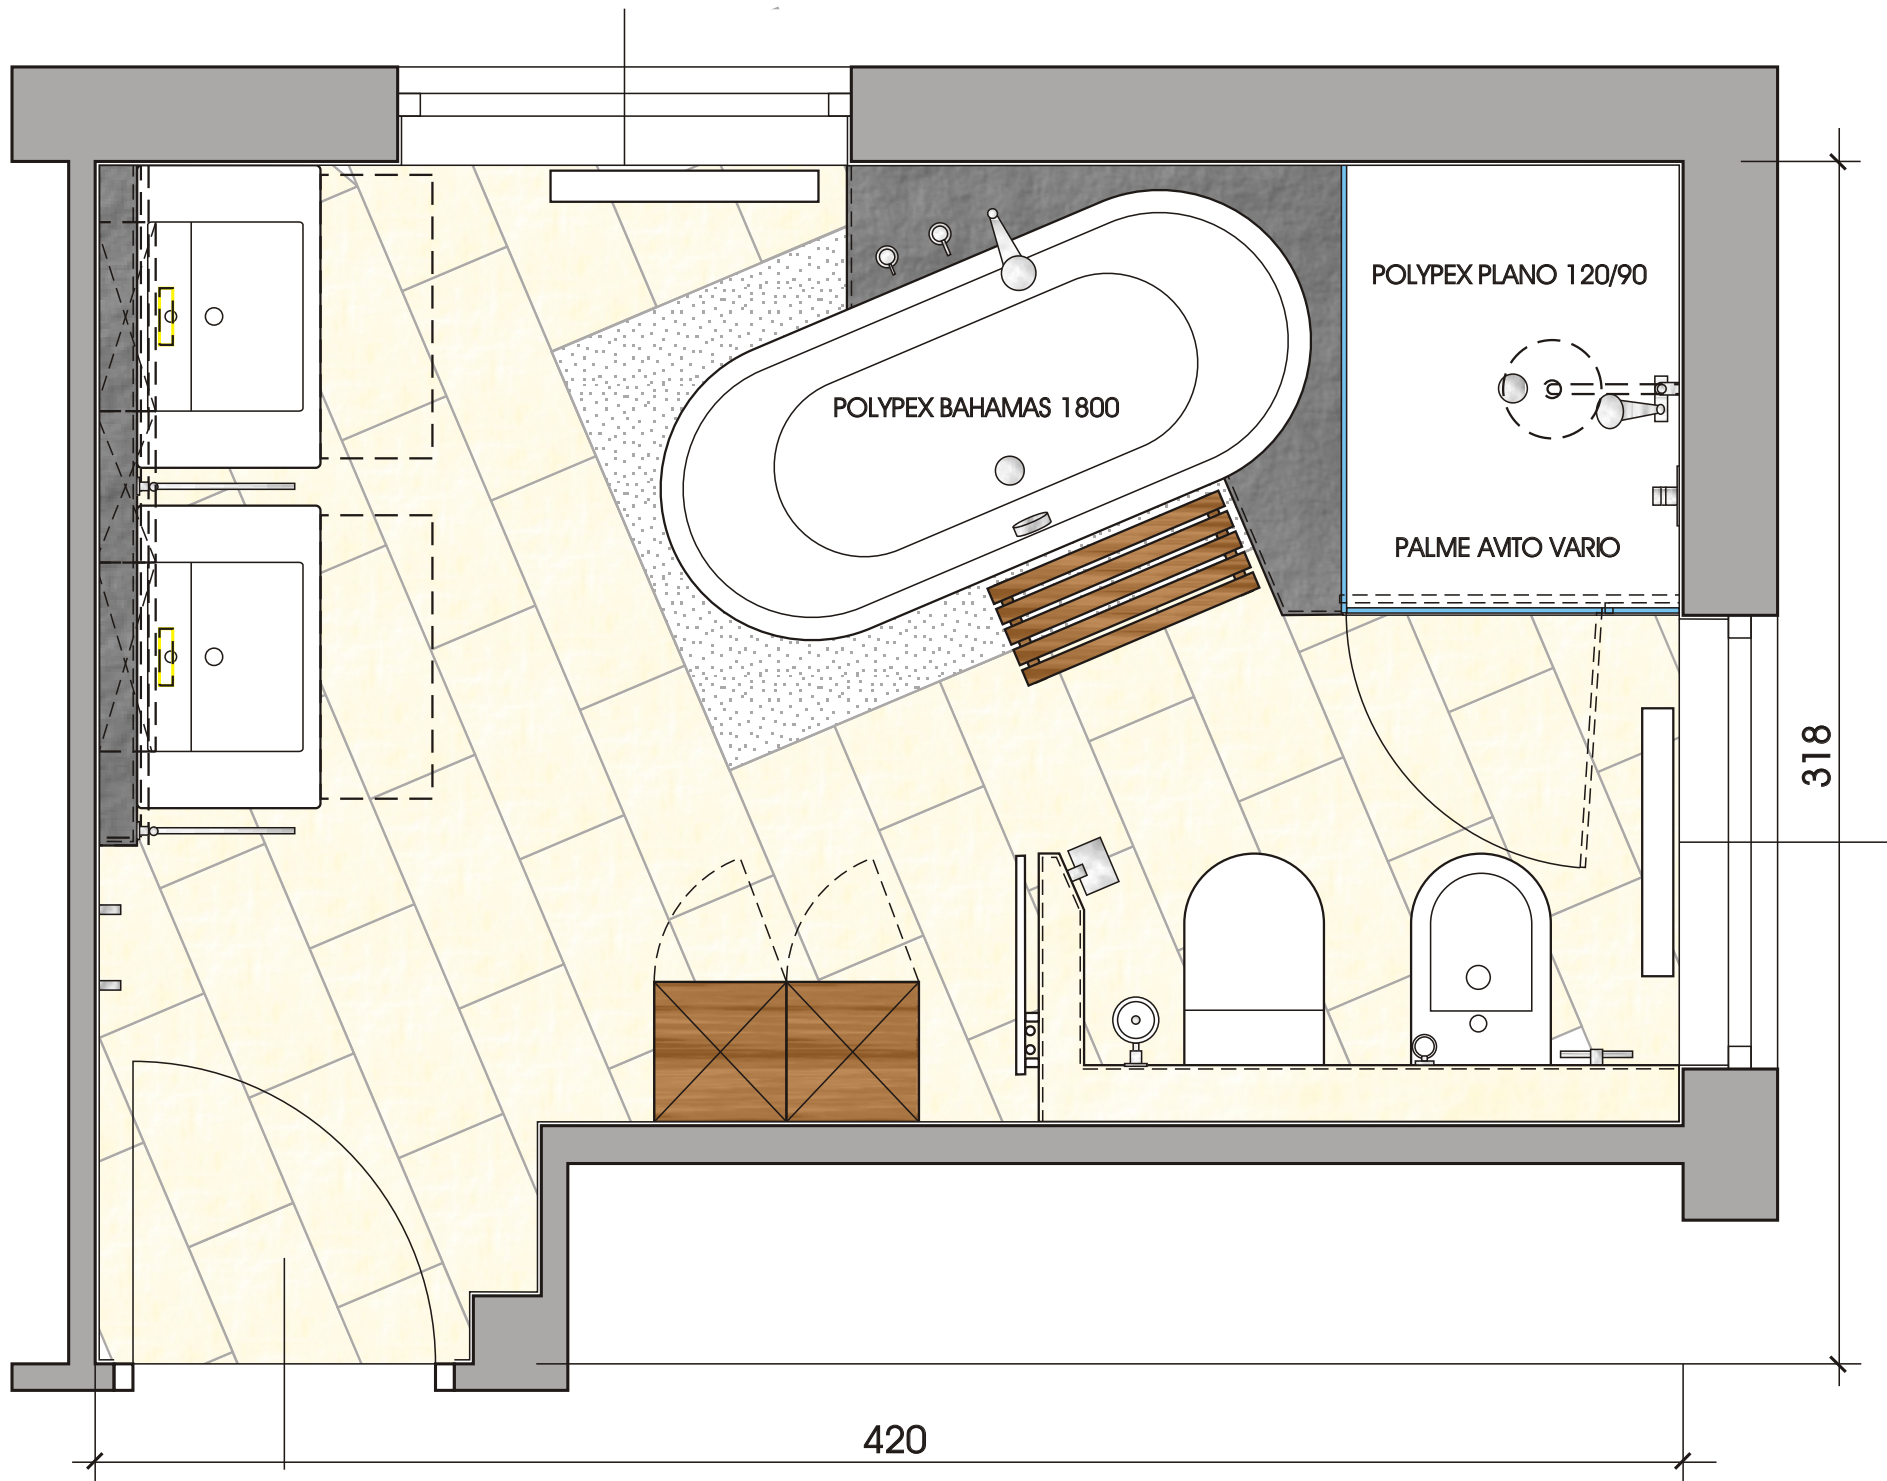 POLYPEX PLANO 120/90
POLYPEX BAHAMAS 1800
PALME AVITO VARIO
318
420